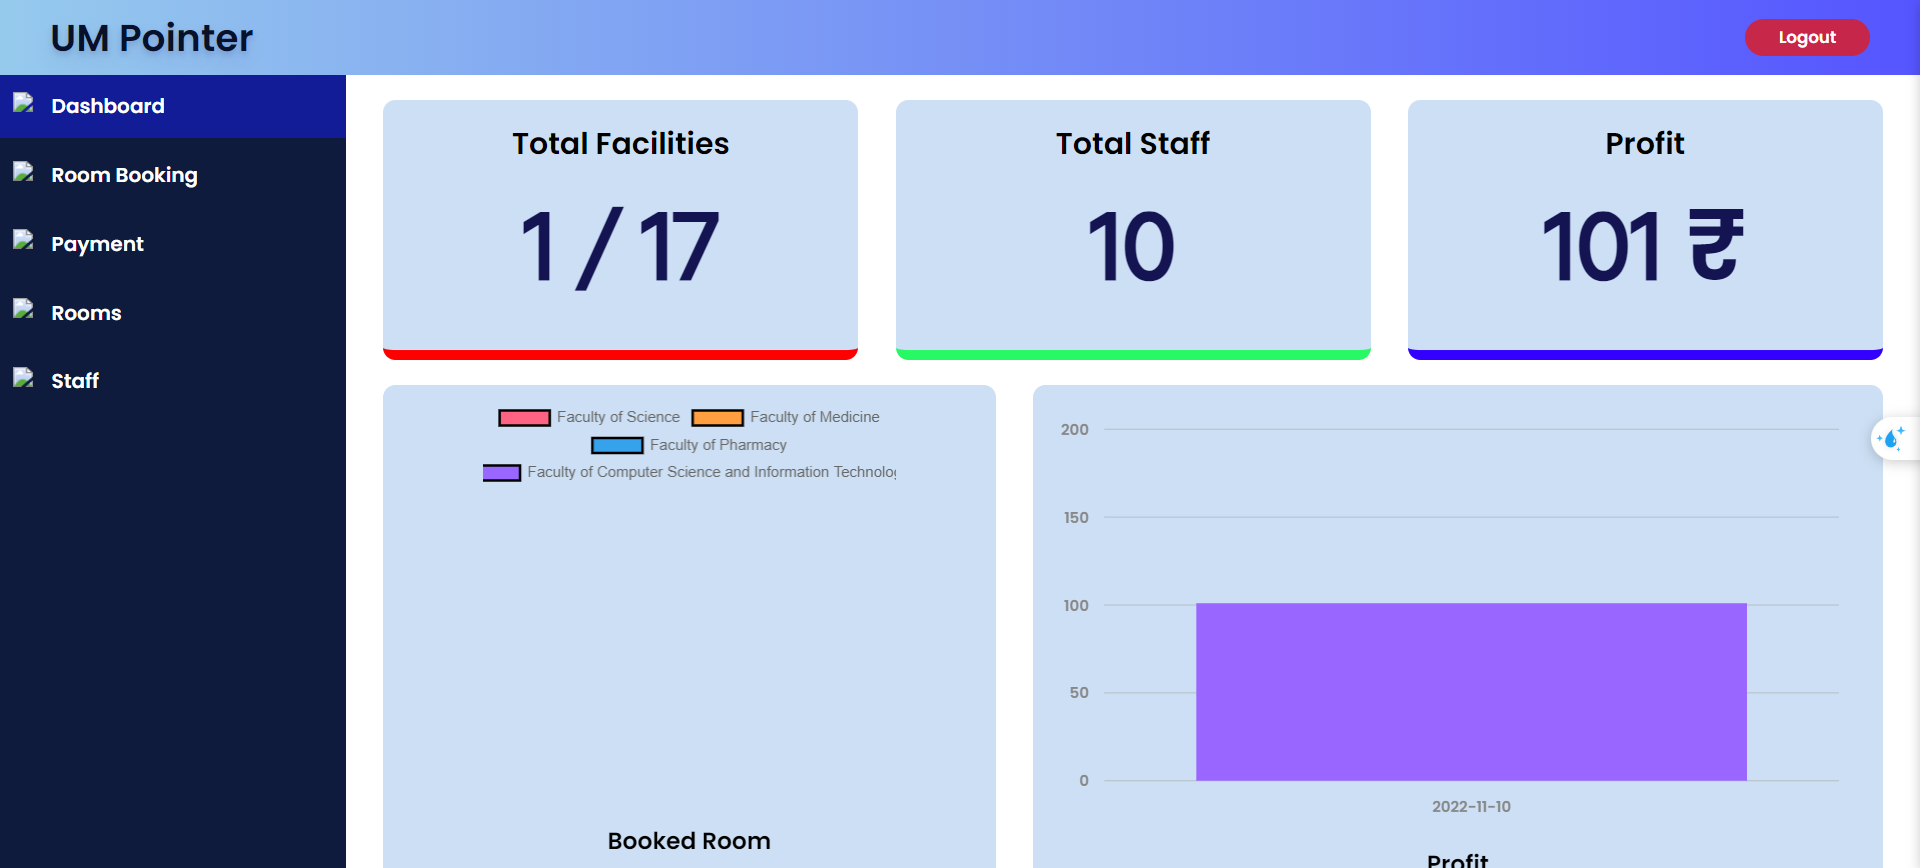 UM Pointer
Logout
Dashboard
Room Booking
Payment
Rooms
Staff
Total Facilities
1 / 17
Total Staff
10
Profit
101 ₹
Faculty of Science
Faculty of Medicine
Faculty of Pharmacy
Faculty of Computer Science and Information Technolo
Booked Room
200
150
100
50
0
2022-11-10
Profit